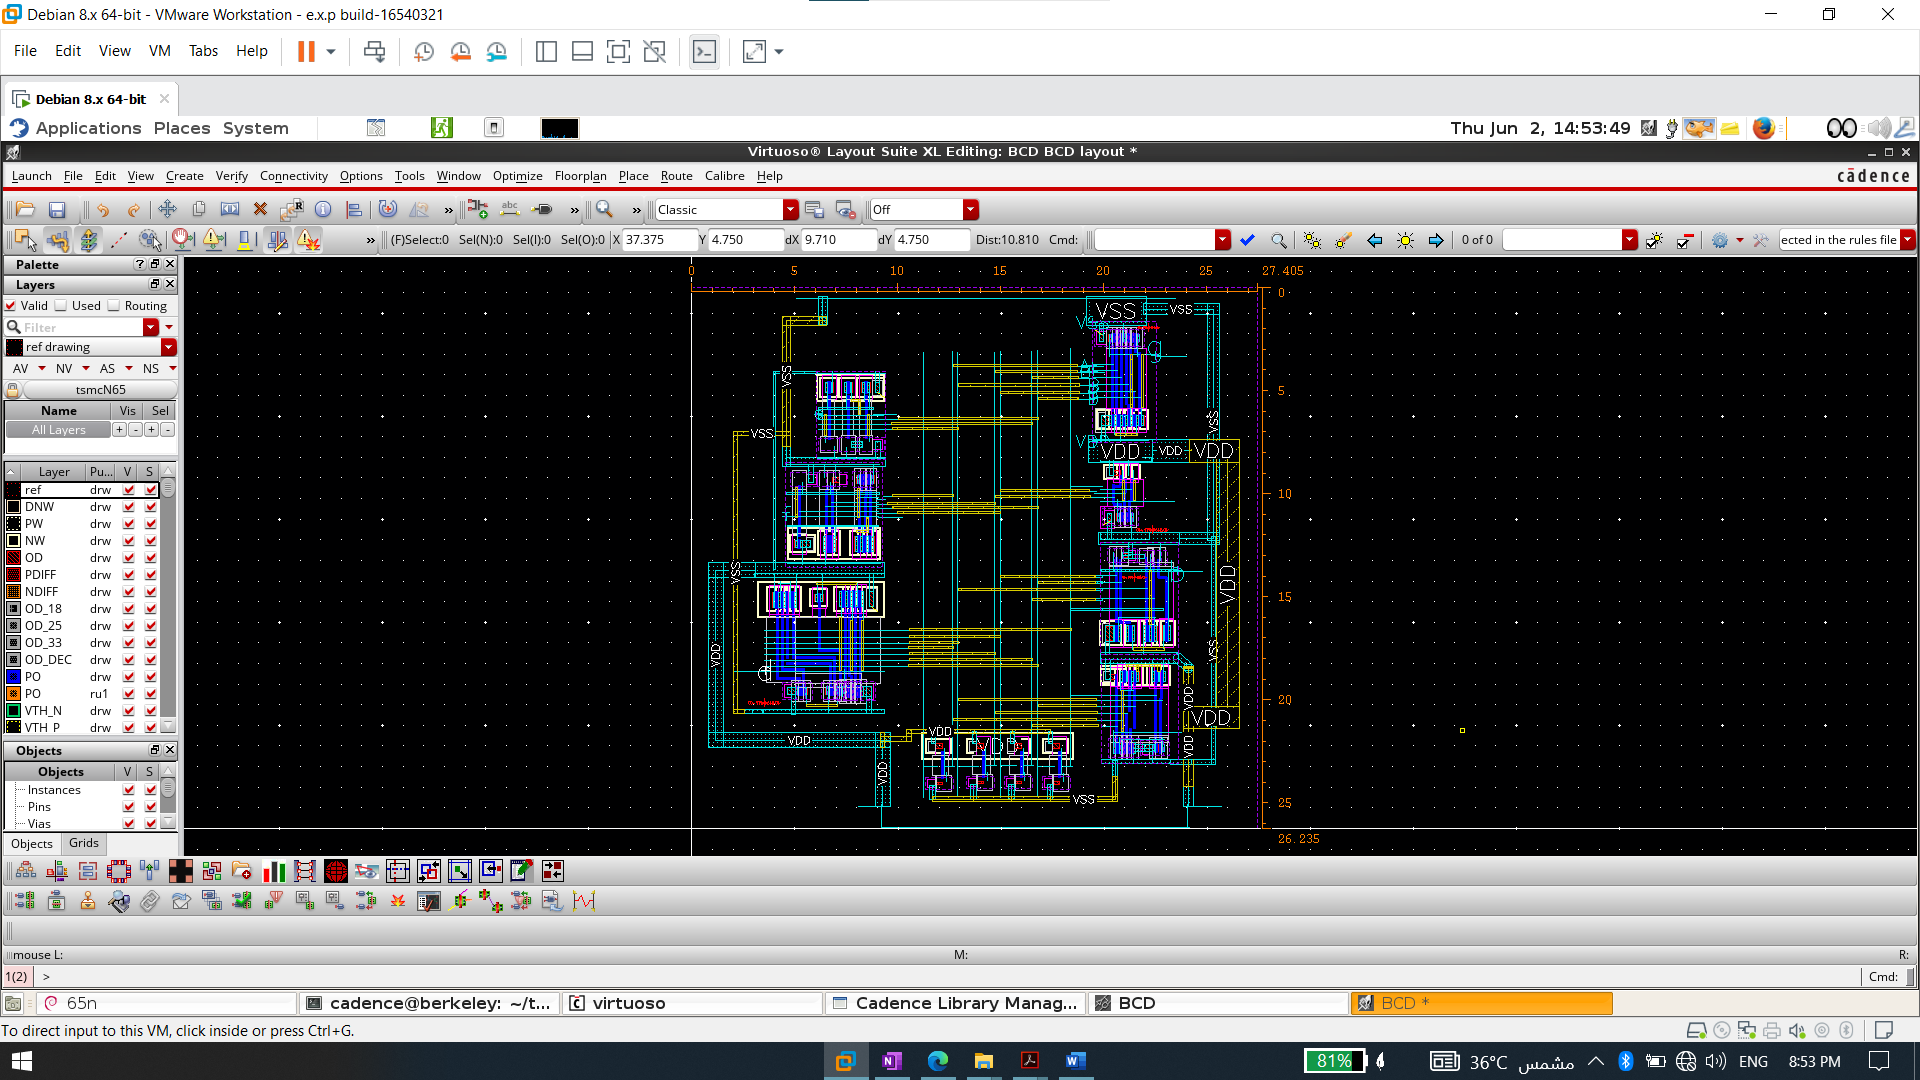 Debian 8.x 64-bit - VMware Workstation - e.x.p build-16540321
File Edit View VM Tabs Help
Debian 8.x 64-bit
Applications Places System
Thu Jun 2, 14:53:49
Virtuoso® Layout Suite XL Editing: BCD BCD layout *
Launch File Edit View Create Verify Connectivity Options Tools Window Optimize Floorplan Place Route Calibre Help
cādence
Classic
Off
(F)Select:0 Sel(N):0 Sel(I):0 Sel(O):0 X 37.375 Y 4.750 dX 9.710 dY 4.750 Dist:10.810 Cmd:
0 of 0
ected in the rules file
Palette
Layers
Valid Used Routing
Filter
ref drawing
AV NV AS NS
tsmcN65
Name Vis Sel
All Layers + - + -
Layer Pu... V S
ref drw
DNW drw
PW drw
NW drw
OD drw
PDIFF drw
NDIFF drw
OD_18 drw
OD_25 drw
OD_33 drw
OD_DEC drw
PO drw
PO ru1
VTH_N drw
VTH_P drw
Objects
Objects V S
Instances
Pins
Vias
Objects Grids
0 5 10 15 20 25 27.405
0
5
10
15
20
25
26.235
VSS
VSS
VSS
VSS
VSS
VDD
VDD
VDD
VSS
VDD
VSS
VDD
VDD
VDD
VDD
VDD
VDD
VDD
VDD
VSS
mouse L: M: R:
1(2) >
Cmd:
65n
cadence@berkeley: ~/t...
virtuoso
Cadence Library Manag...
BCD
BCD *
To direct input to this VM, click inside or press Ctrl+G.
81%
36°C مشمس
ENG
8:53 PM